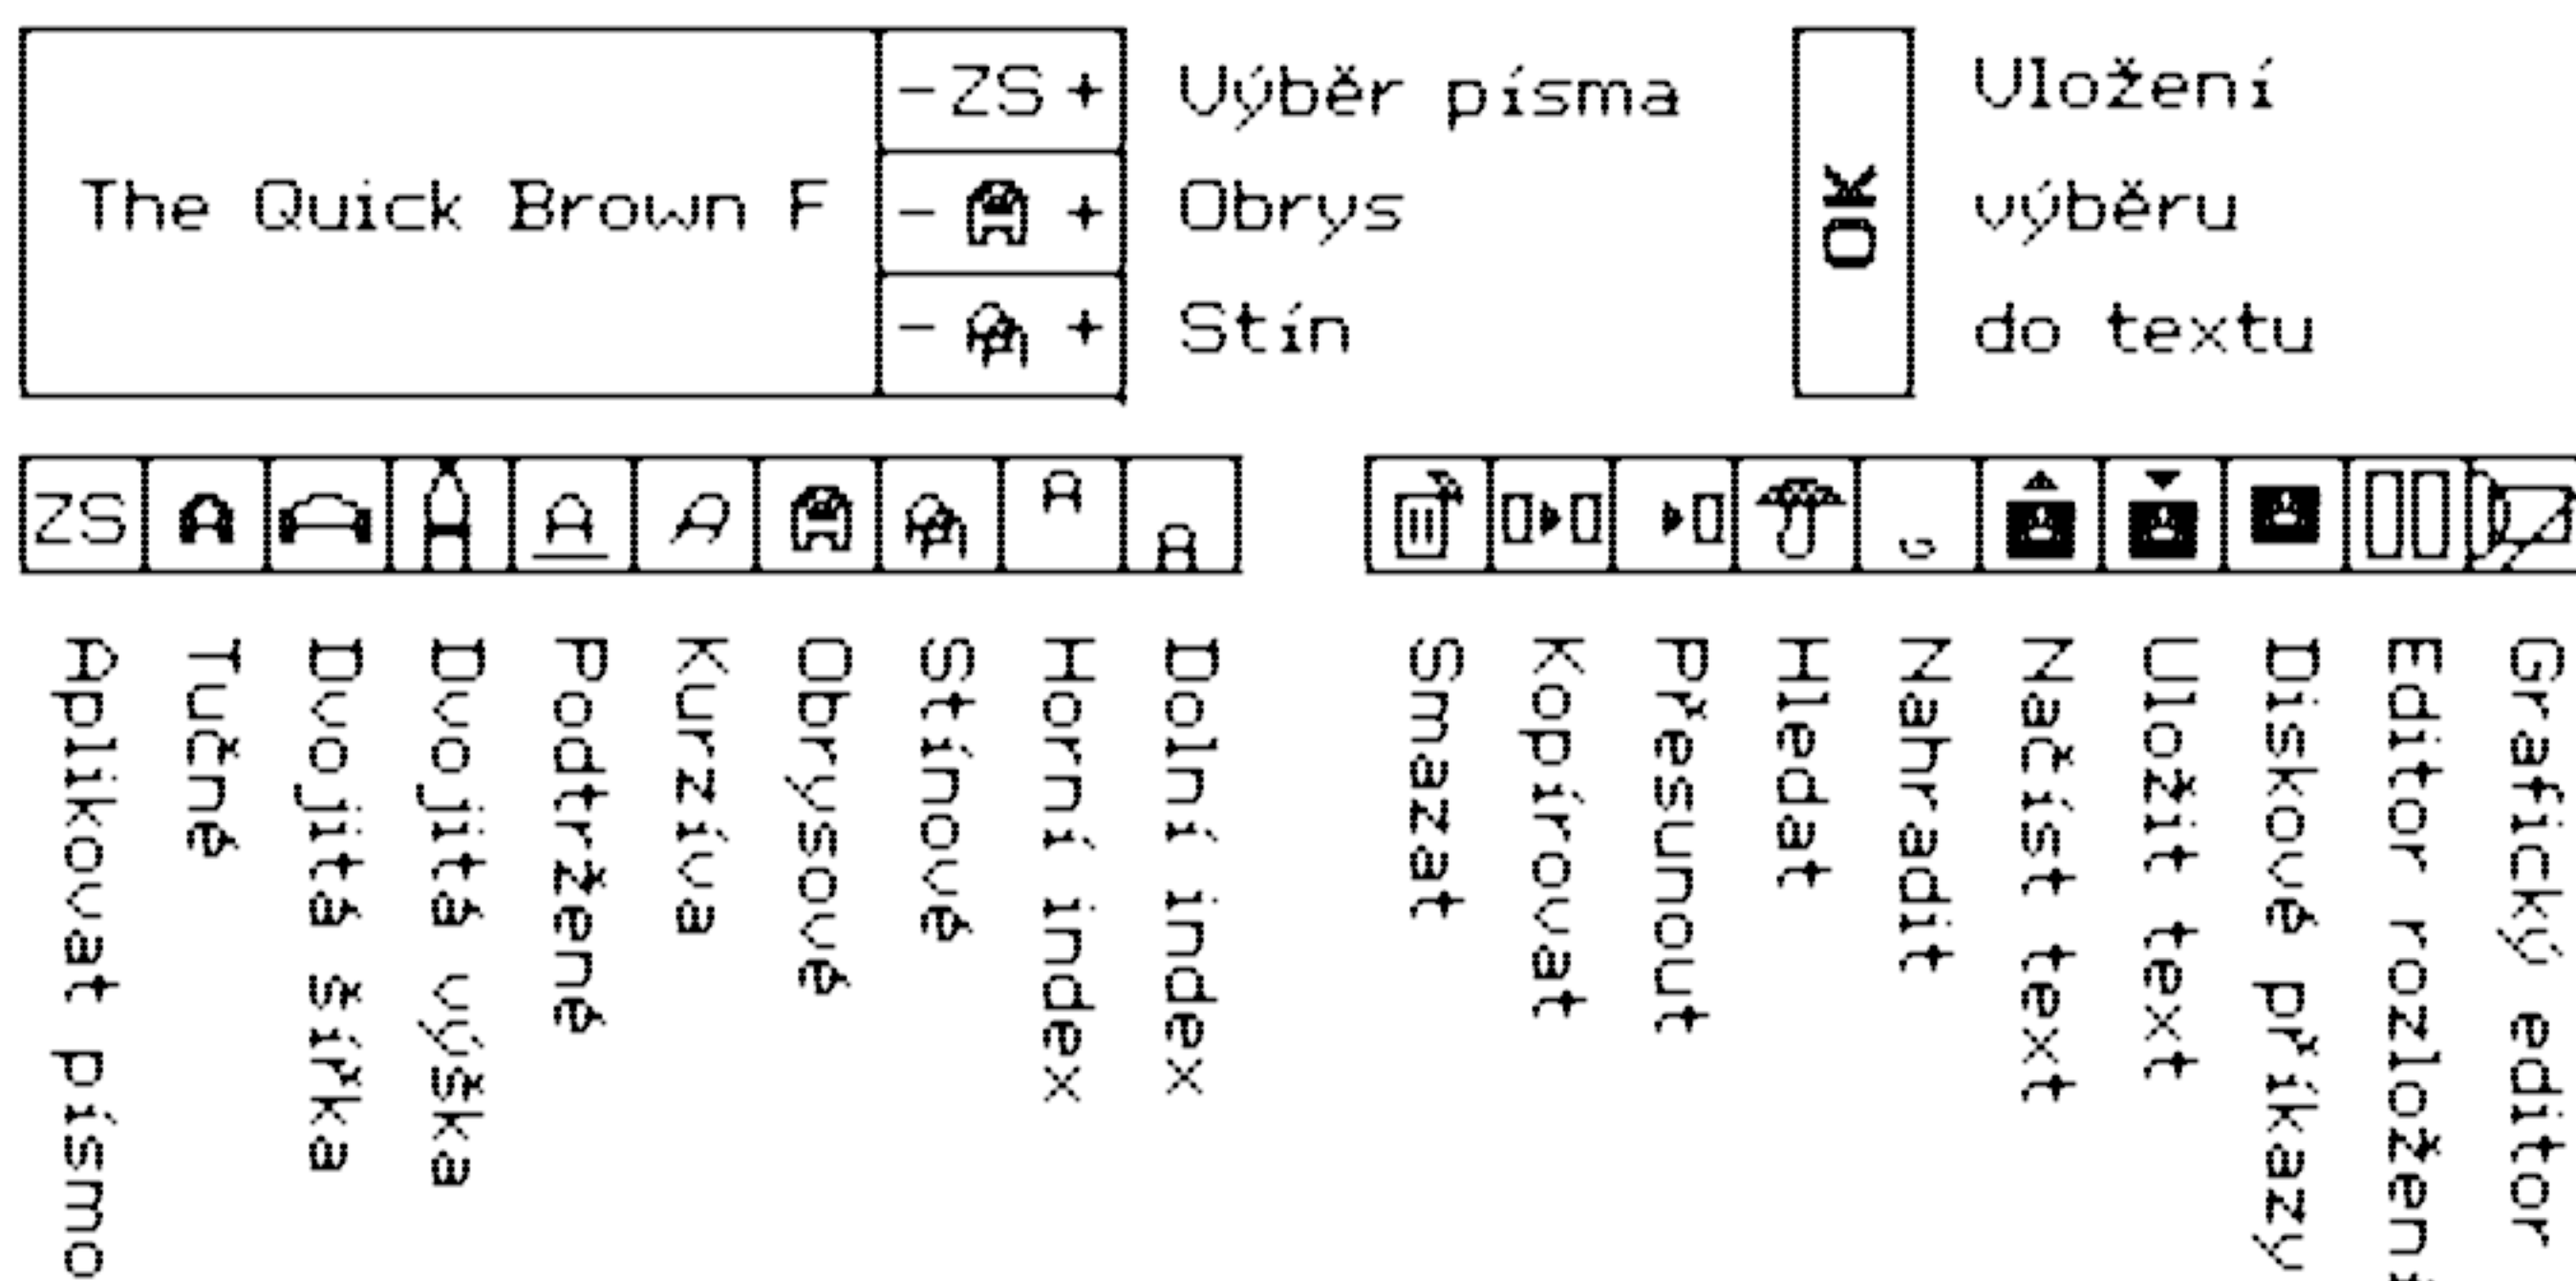 The Quick Brown F
- ZS + Výběr písma
- + Obrys
- + Stín
OK
Vložení
výběru
do textu
ZS
Aplikovat písmo
Tučné
Dvojitá šířka
Dvojitá výška
Podtržené
Kurzíva
Obrysové
Stínové
Horní index
Dolní index
Smazat
Kopírovat
Přesunout
Hledat
Nahradit
Načíst text
Uložit text
Diskové příkazy
Editor rozložení
Grafický editor